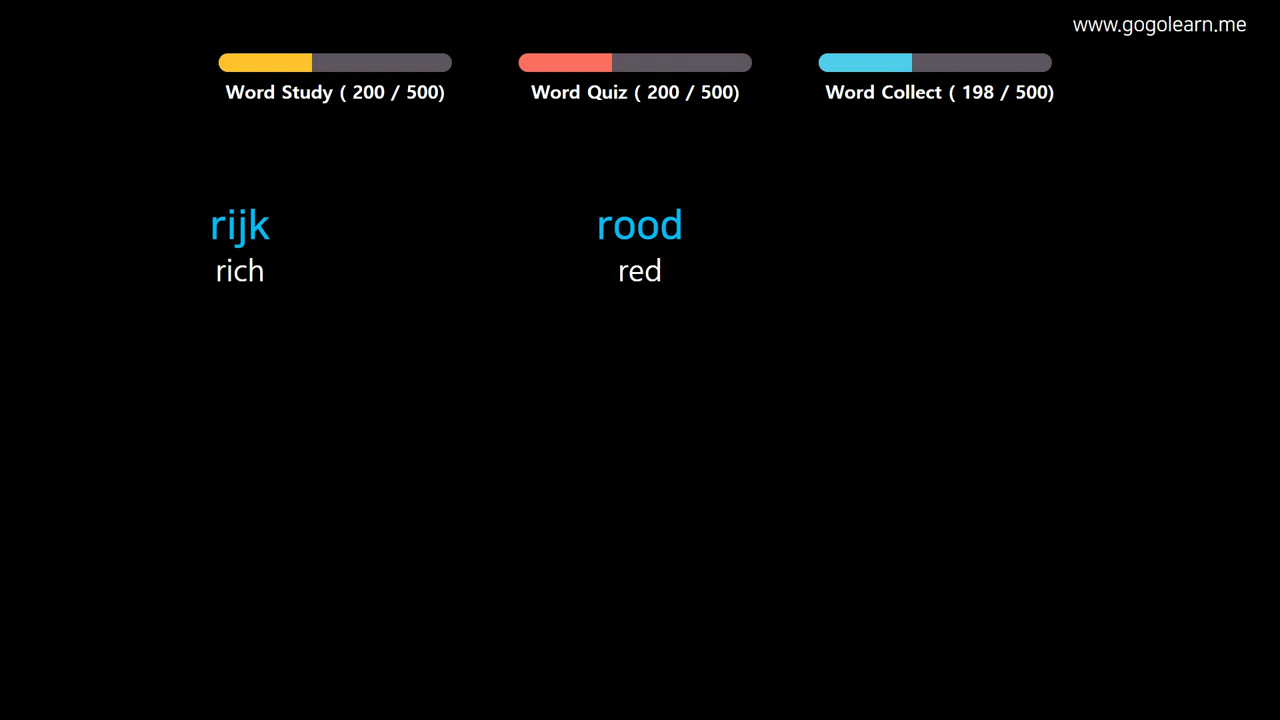 www.gogolearn.me
Word Study ( 200 / 500)
Word Quiz ( 200 / 500)
Word Collect ( 198 / 500)
rijk
rich
rood
red